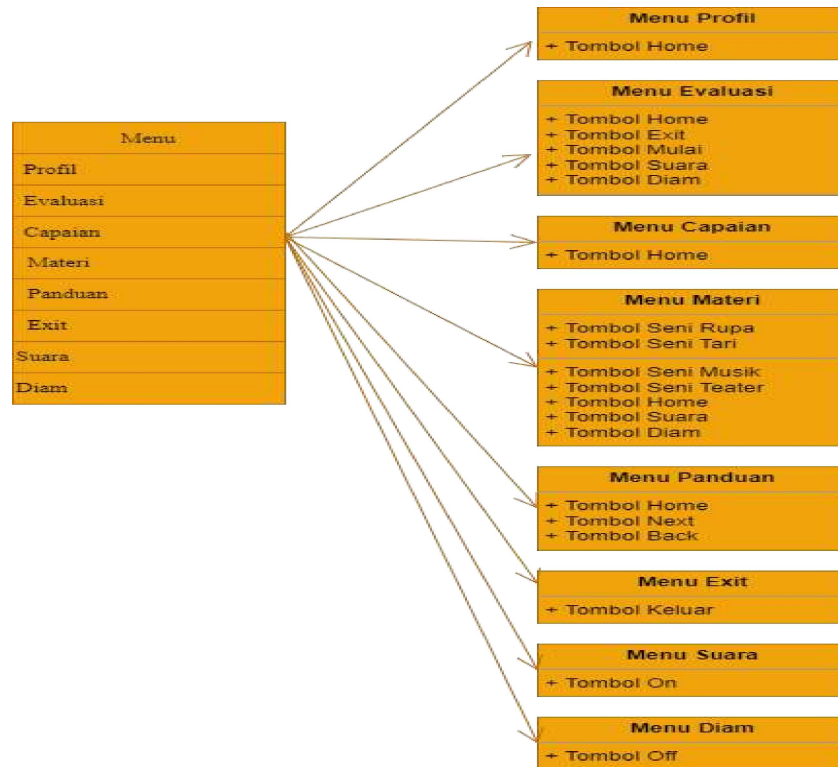 Menu
Profil
Evaluasi
Capaian
Materi
Panduan
Exit
Suara
Diam
Menu Profil
+ Tombol Home
Menu Evaluasi
+ Tombol Home
+ Tombol Exit
+ Tombol Mulai
+ Tombol Suara
+ Tombol Diam
Menu Capaian
+ Tombol Home
Menu Materi
+ Tombol Seni Rupa
+ Tombol Seni Tari
+ Tombol Seni Musik
+ Tombol Seni Teater
+ Tombol Home
+ Tombol Suara
+ Tombol Diam
Menu Panduan
+ Tombol Home
+ Tombol Next
+ Tombol Back
Menu Exit
+ Tombol Keluar
Menu Suara
+ Tombol On
Menu Diam
+ Tombol Off